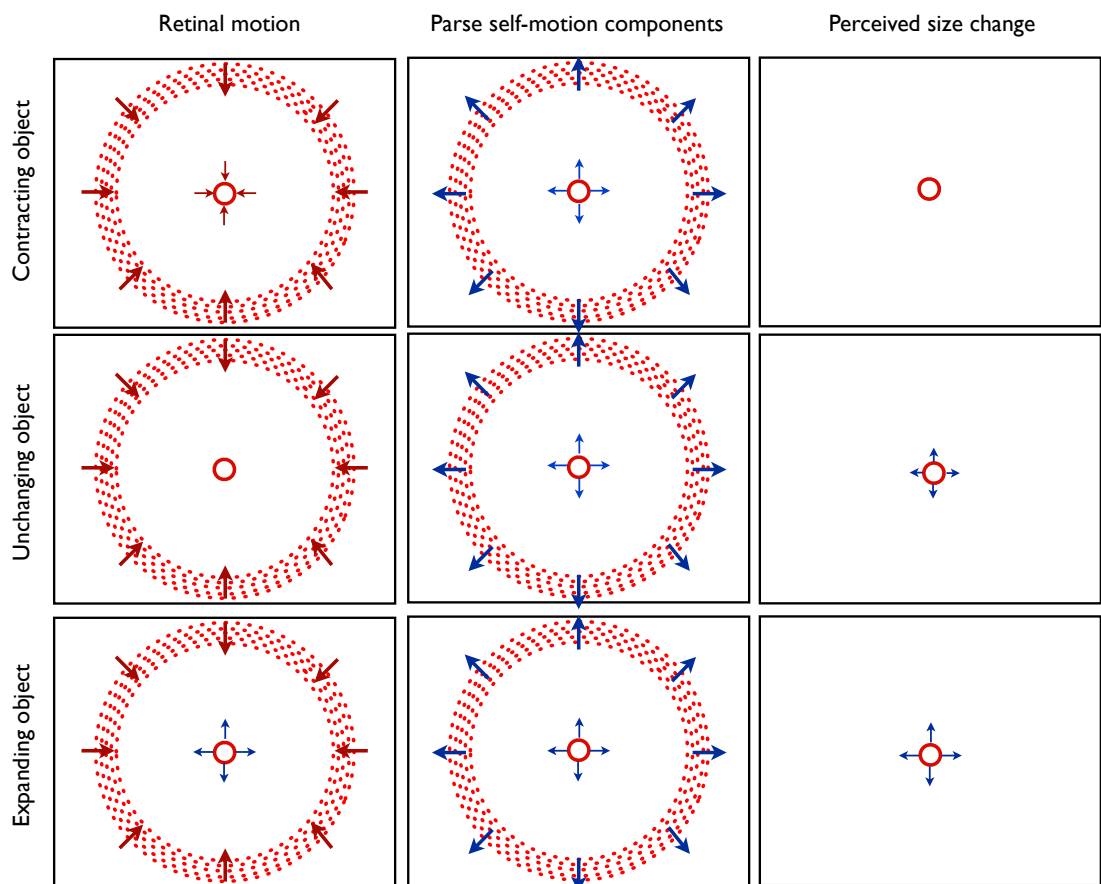 Retinal motion
Parse self-motion components
Perceived size change
Contracting object
Unchanging object
Expanding object